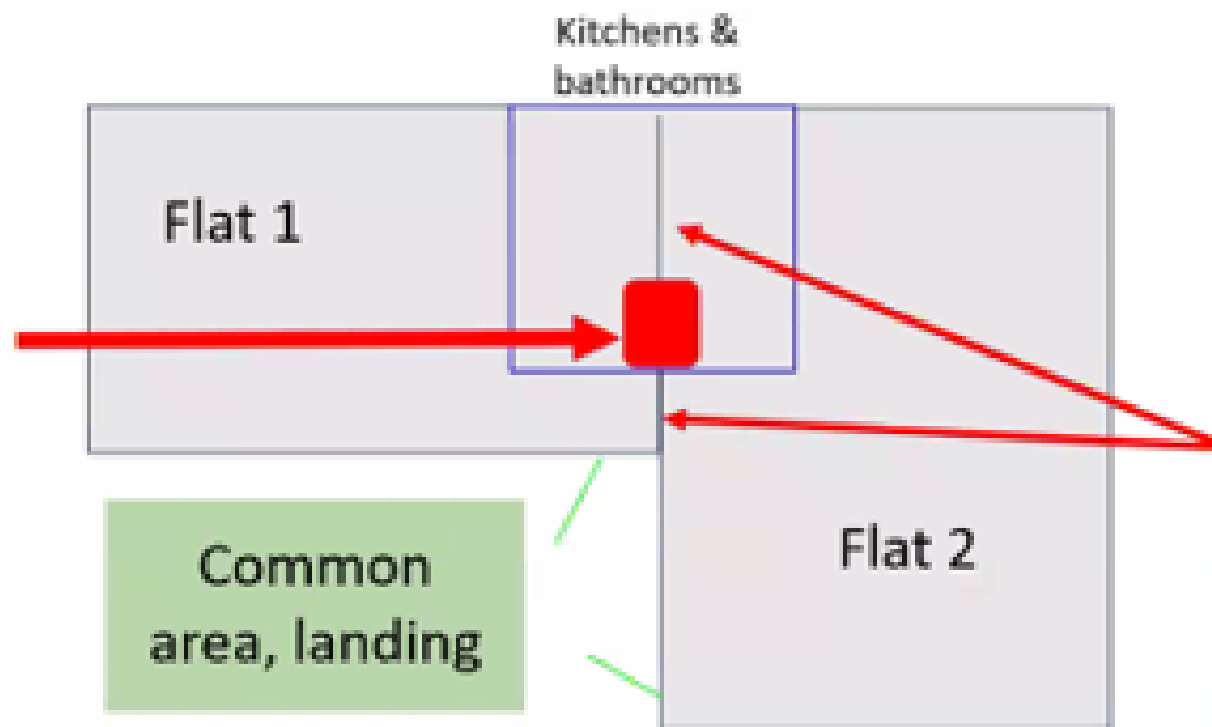 Kitchens &
bathrooms
Flat 1
Flat 2
Common
area, landing